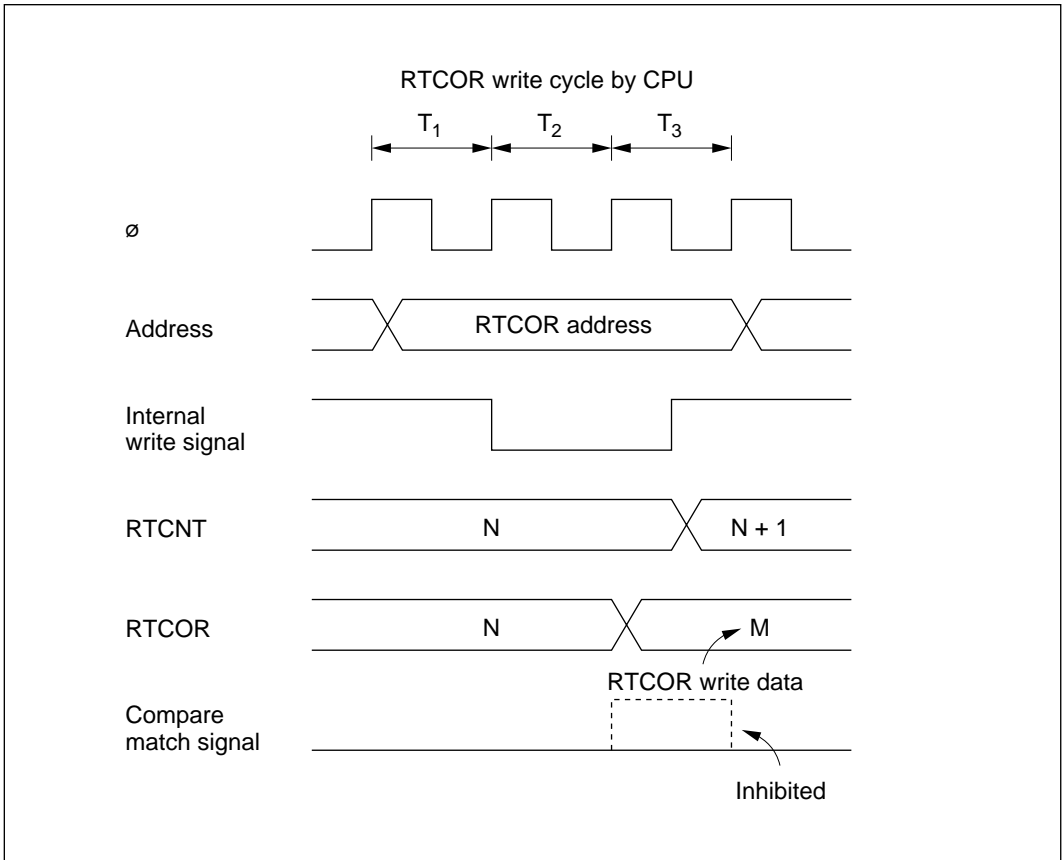 RTCOR write cycle by CPU
T1 T2 T3
ø
Address RTCOR address
Internal
write signal
RTCNT N N + 1
RTCOR N M
RTCOR write data
Compare
match signal
Inhibited